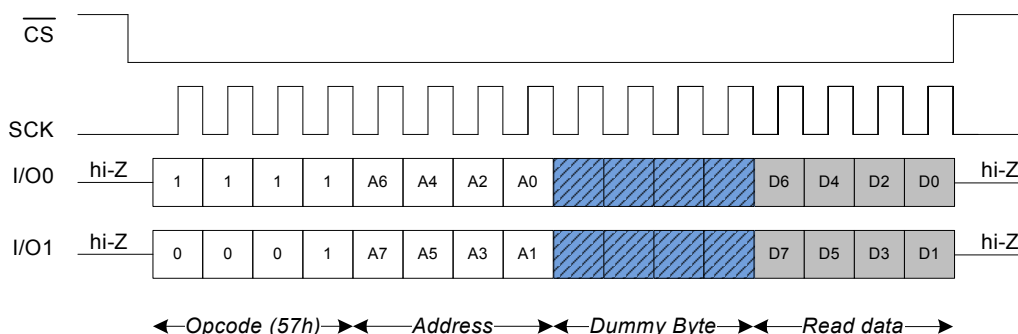 CS
SCK
I/O0 hi-Z 1 1 1 1 A6 A4 A2 A0 D6 D4 D2 D0 hi-Z
I/O1 hi-Z 0 0 0 1 A7 A5 A3 A1 D7 D5 D3 D1 hi-Z
Opcode (57h) Address Dummy Byte Read data